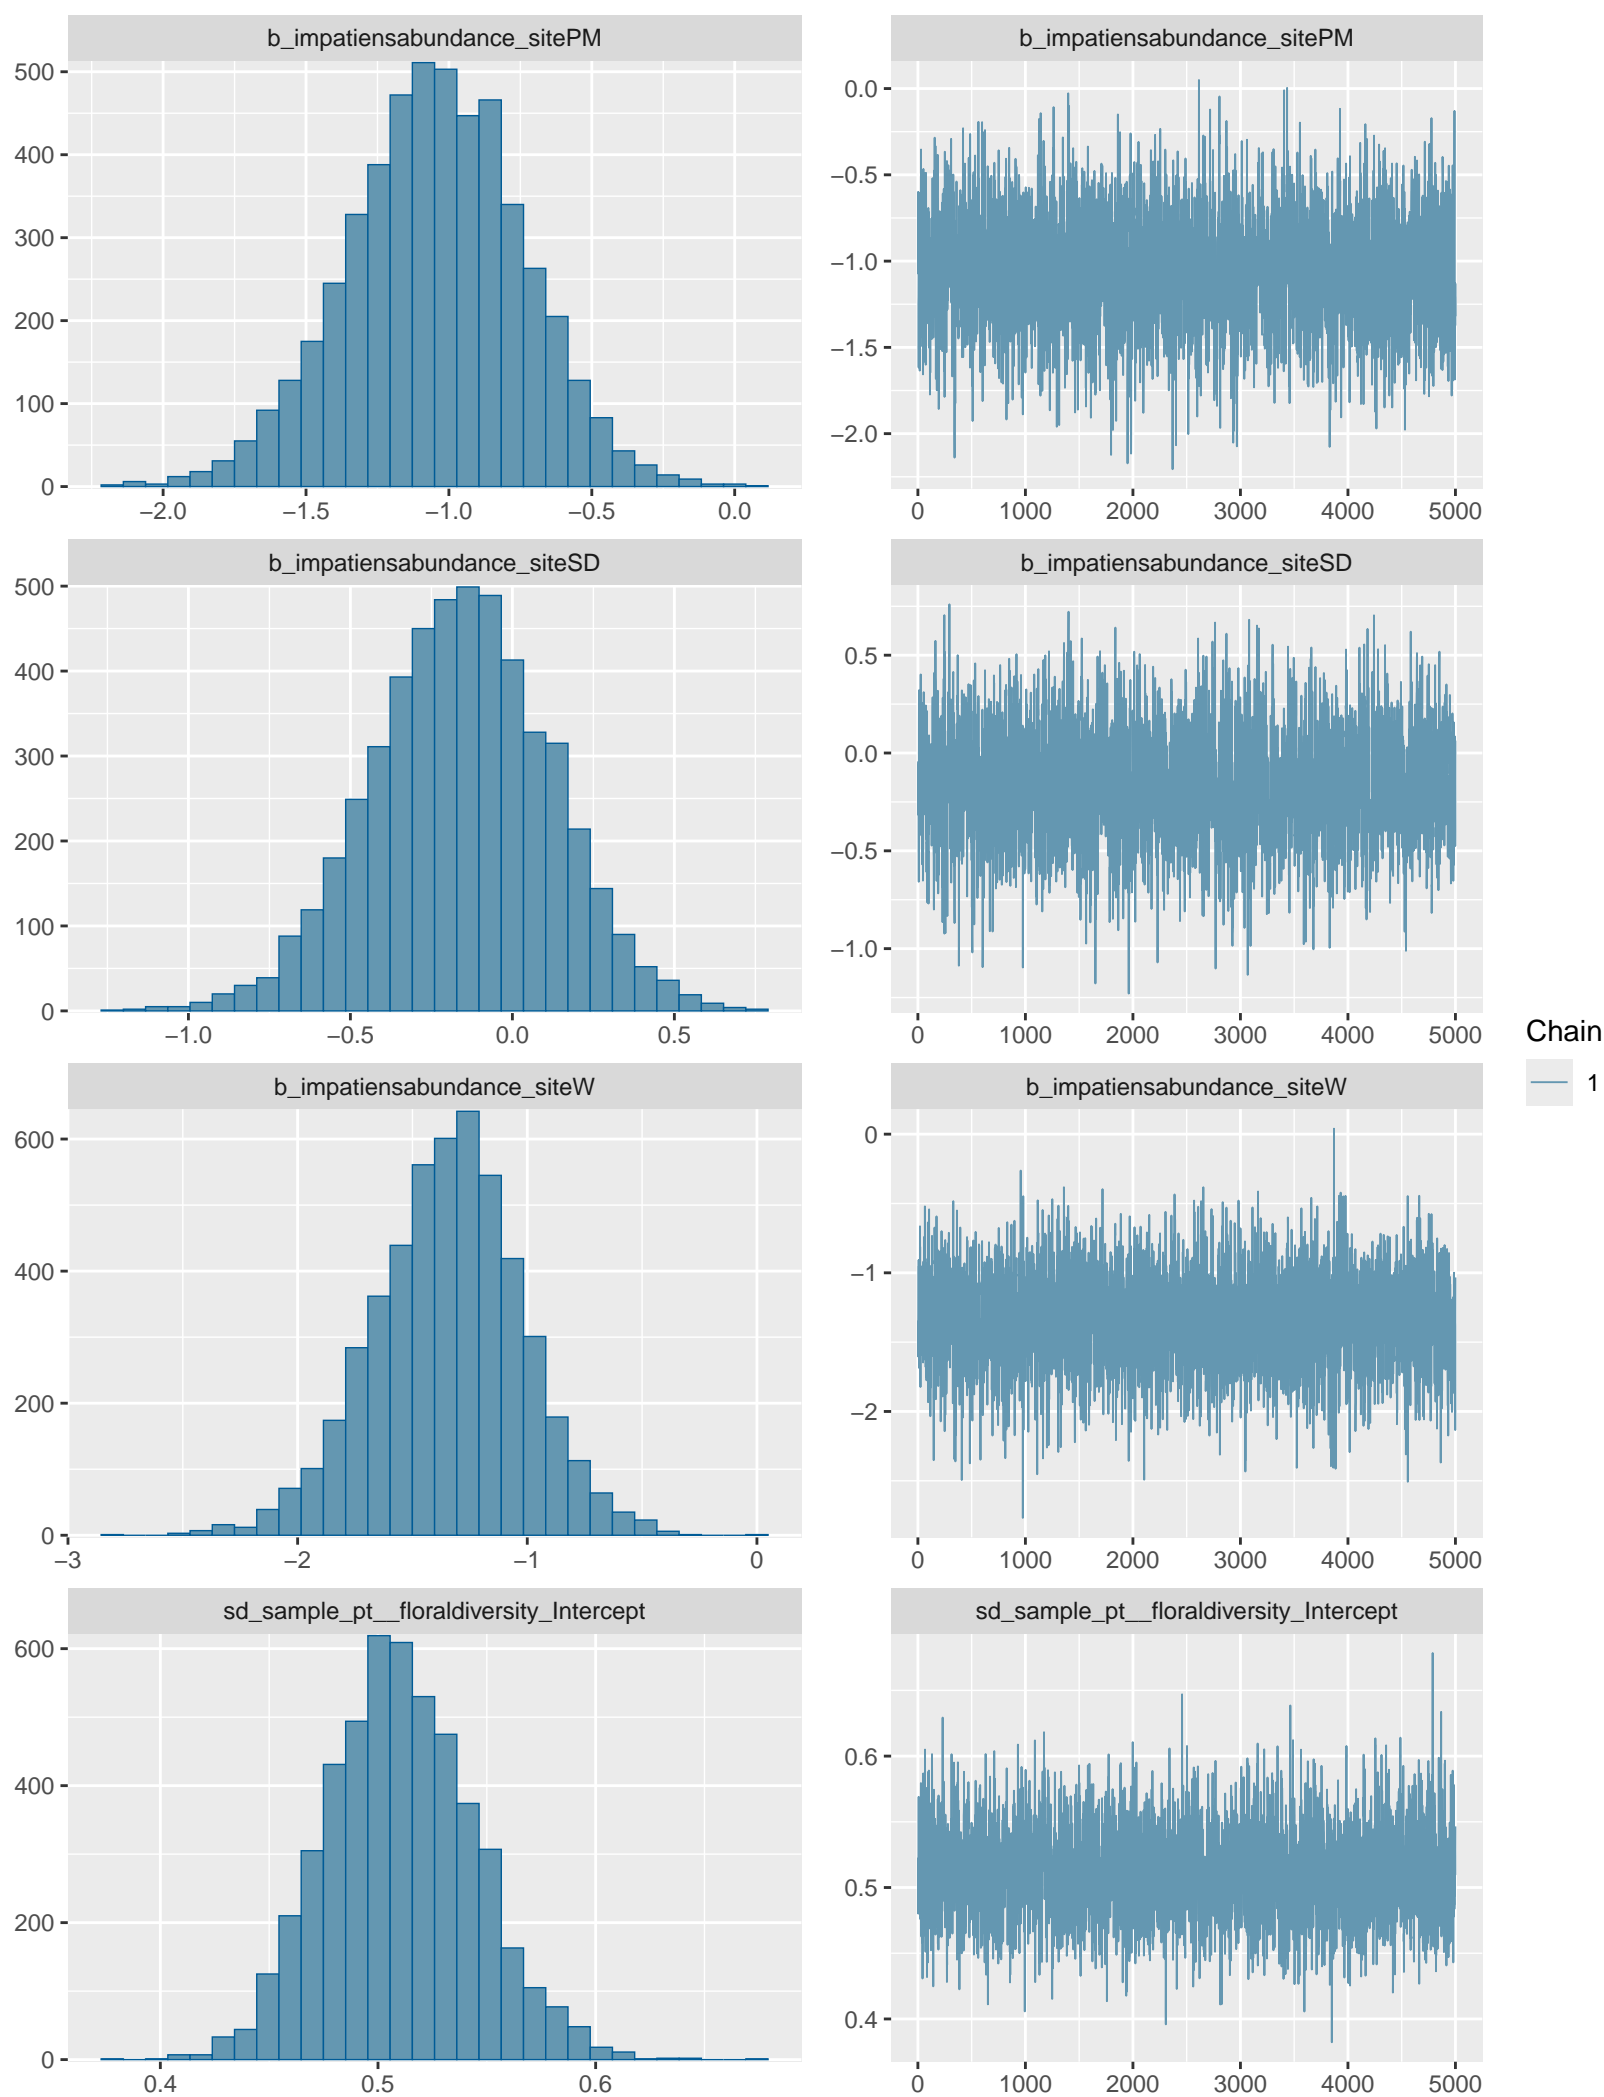 b_impatiensabundance_sitePM
500
400
300
200
100
0
−2.0 −1.5 −1.0 −0.5 0.0
b_impatiensabundance_sitePM
0.0
−0.5
−1.0
−1.5
−2.0
0 1000 2000 3000 4000 5000
b_impatiensabundance_siteSD
500
400
300
200
100
0
−1.0 −0.5 0.0 0.5
b_impatiensabundance_siteSD
0.5
0.0
−0.5
−1.0
0 1000 2000 3000 4000 5000
b_impatiensabundance_siteW
600
400
200
0
−3 −2 −1 0
b_impatiensabundance_siteW
0
−1
−2
0 1000 2000 3000 4000 5000
sd_sample_pt__floraldiversity_Intercept
600
400
200
0
0.4 0.5 0.6
sd_sample_pt__floraldiversity_Intercept
0.6
0.5
0.4
0 1000 2000 3000 4000 5000
Chain
1